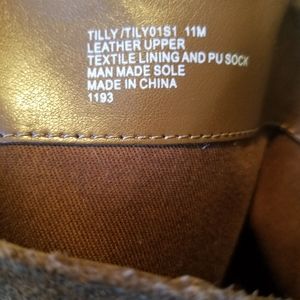 TILLY /TILY01S1 11M
LEATHER UPPER
TEXTILE LINING AND PU SOCK
MAN MADE SOLE
MADE IN CHINA
1193